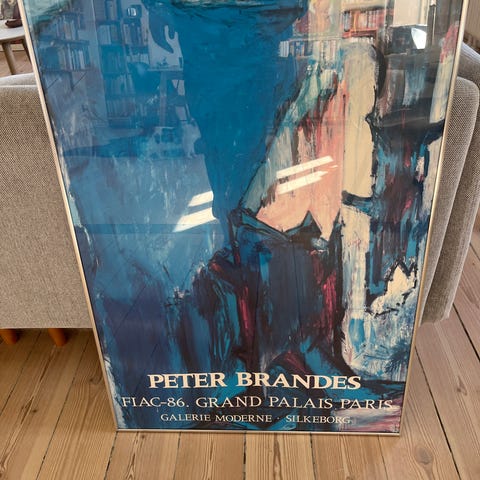 PETER BRANDES
FIAC-86. GRAND PALAIS PARIS
GALERIE MODERNE · SILKEBORG